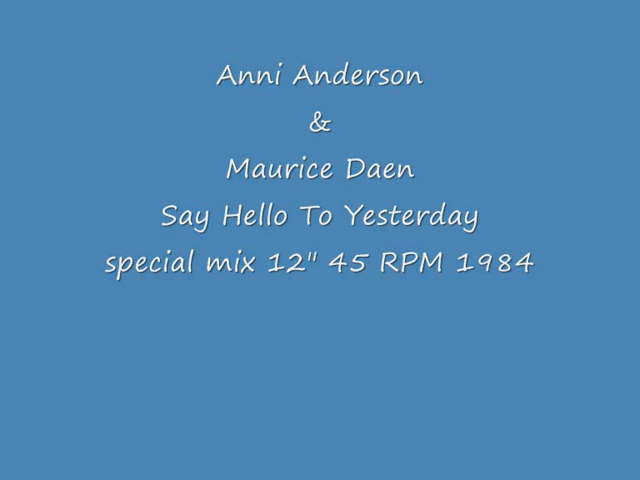 Anni Anderson
&
Maurice Daen
Say Hello To Yesterday
special mix 12" 45 RPM 1984